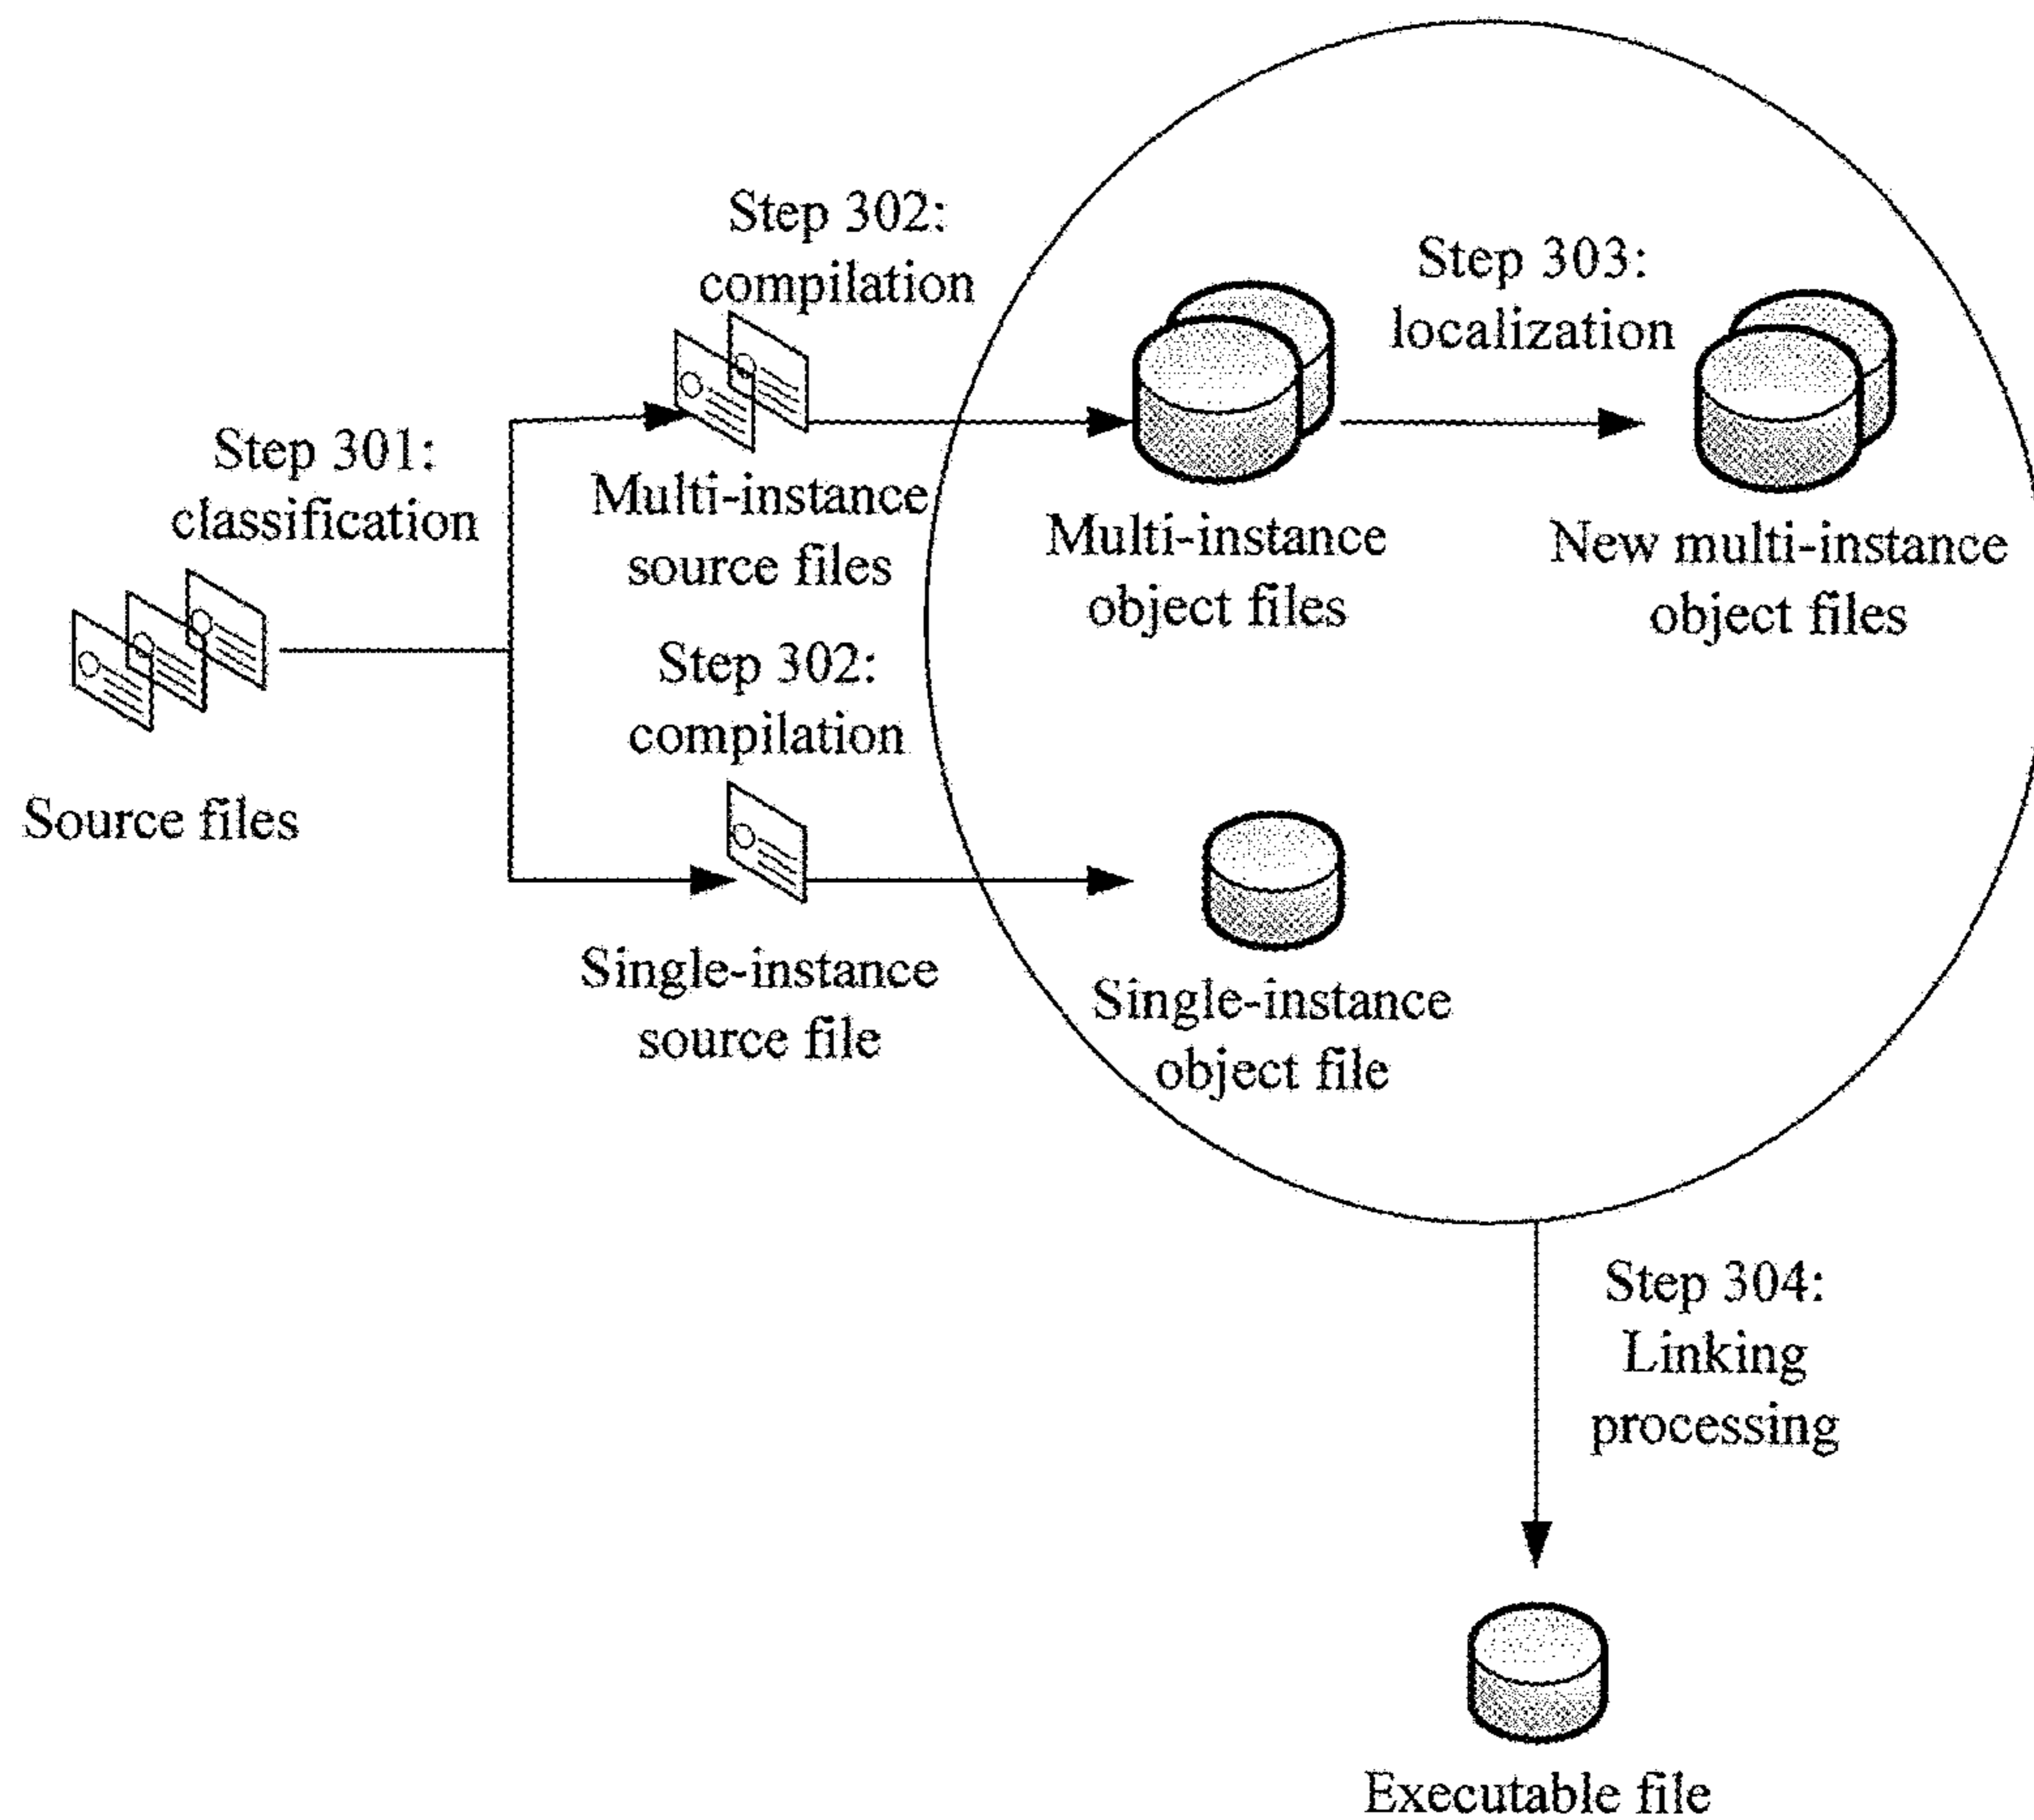 Step 301:
classification
Source files
Step 302:
compilation
Multi-instance
source files
Step 302:
compilation
Single-instance
source file
Multi-instance
object files
Step 303:
localization
New multi-instance
object files
Single-instance
object file
Step 304:
Linking
processing
Executable file